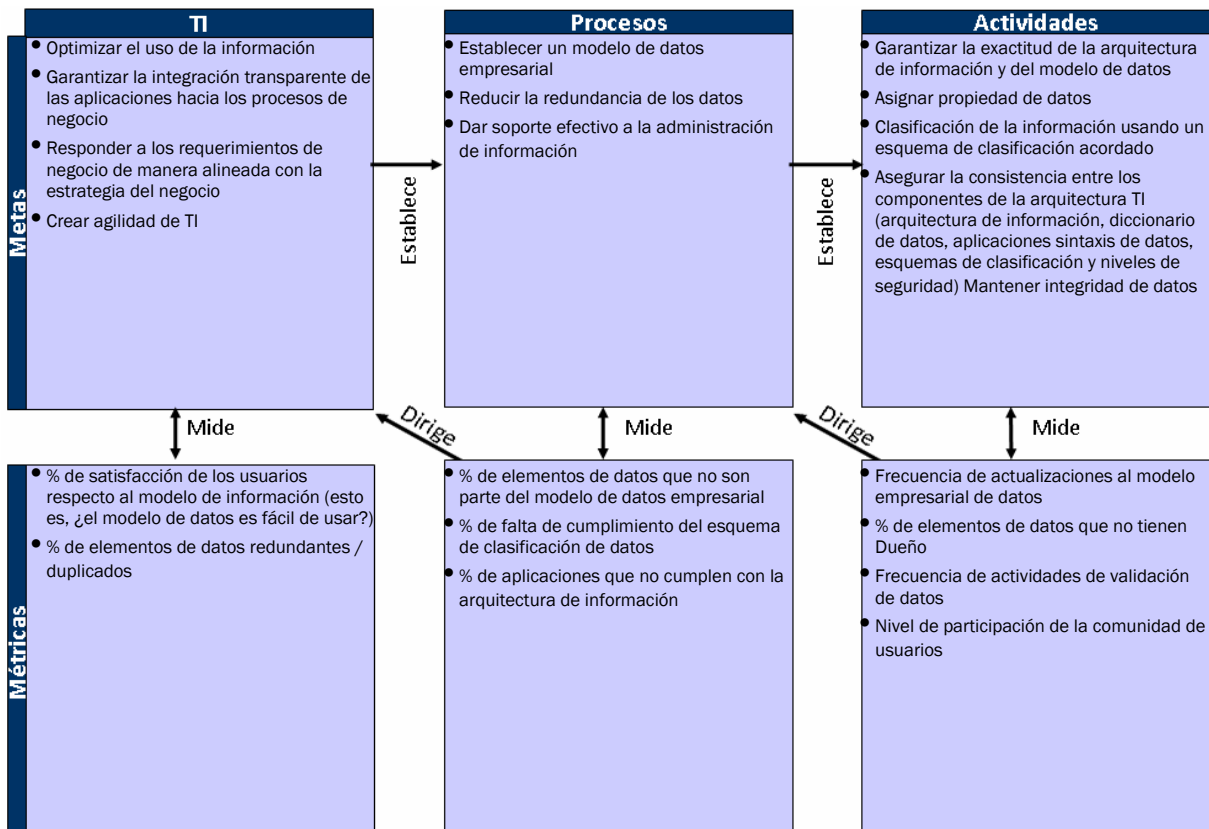 TI
Procesos
Actividades
Metas
• Optimizar el uso de la información
• Garantizar la integración transparente de
las aplicaciones hacia los procesos de
negocio
• Responder a los requerimientos de
negocio de manera alineada con la
estrategia del negocio
• Crear agilidad de TI
Establece
• Establecer un modelo de datos
empresarial
• Reducir la redundancia de los datos
• Dar soporte efectivo a la administración
de información
Establece
• Garantizar la exactitud de la arquitectura
de información y del modelo de datos
• Asignar propiedad de datos
• Clasificación de la información usando un
esquema de clasificación acordado
• Asegurar la consistencia entre los
componentes de la arquitectura TI
(arquitectura de información, diccionario
de datos, aplicaciones sintaxis de datos,
esquemas de clasificación y niveles de
seguridad) Mantener integridad de datos
Mide
Dirige
Mide
Dirige
Mide
Métricas
• % de satisfacción de los usuarios
respecto al modelo de información (esto
es, ¿el modelo de datos es fácil de usar?)
• % de elementos de datos redundantes /
duplicados
• % de elementos de datos que no son
parte del modelo de datos empresarial
• % de falta de cumplimiento del esquema
de clasificación de datos
• % de aplicaciones que no cumplen con la
arquitectura de información
• Frecuencia de actualizaciones al modelo
empresarial de datos
• % de elementos de datos que no tienen
Dueño
• Frecuencia de actividades de validación
de datos
• Nivel de participación de la comunidad de
usuarios